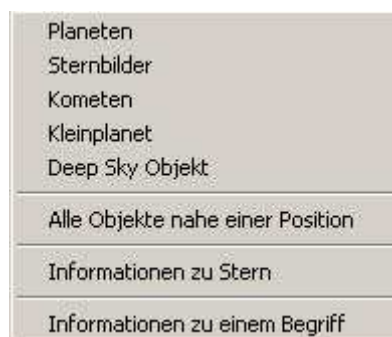 Planeten
Sternbilder
Kometen
Kleinplanet
Deep Sky Objekt
Alle Objekte nahe einer Position
Informationen zu Stern
Informationen zu einem Begriff